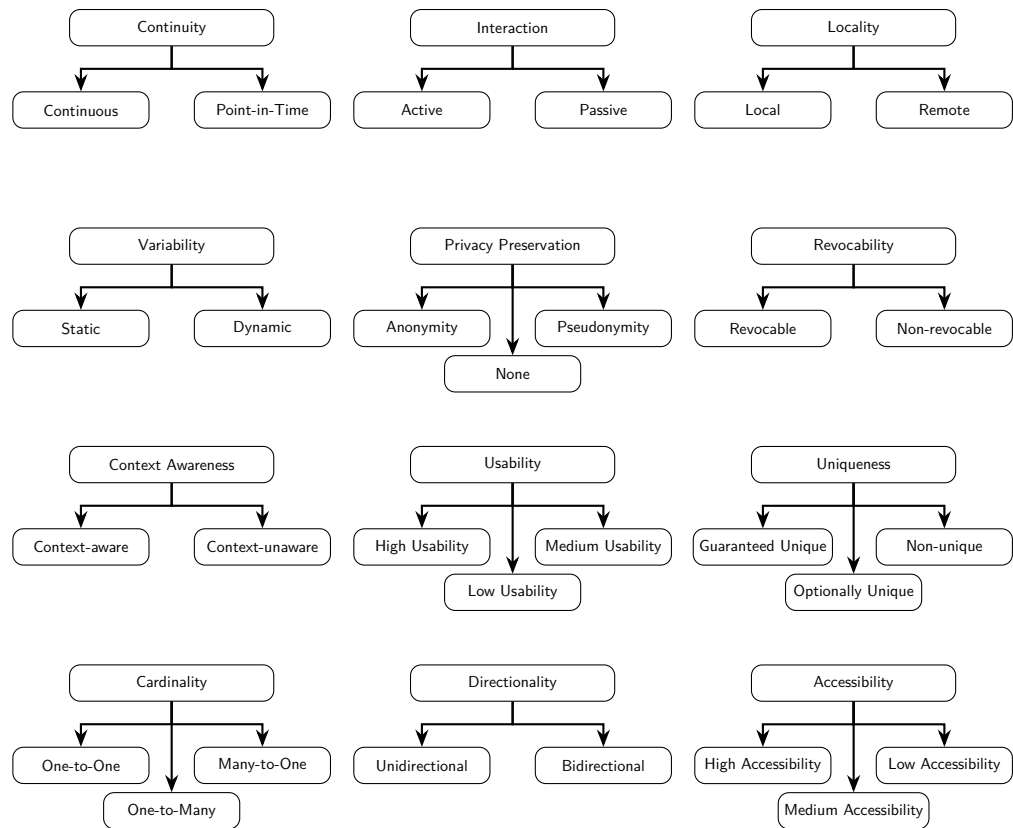 Continuity
Interaction
Locality
Continuous
Point-in-Time
Active
Passive
Local
Remote
Variability
Privacy Preservation
Revocability
Static
Dynamic
Anonymity
Pseudonymity
Revocable
Non-revocable
None
Context Awareness
Usability
Uniqueness
Context-aware
Context-unaware
High Usability
Medium Usability
Guaranteed Unique
Non-unique
Low Usability
Optionally Unique
Cardinality
Directionality
Accessibility
One-to-One
Many-to-One
Unidirectional
Bidirectional
High Accessibility
Low Accessibility
One-to-Many
Medium Accessibility